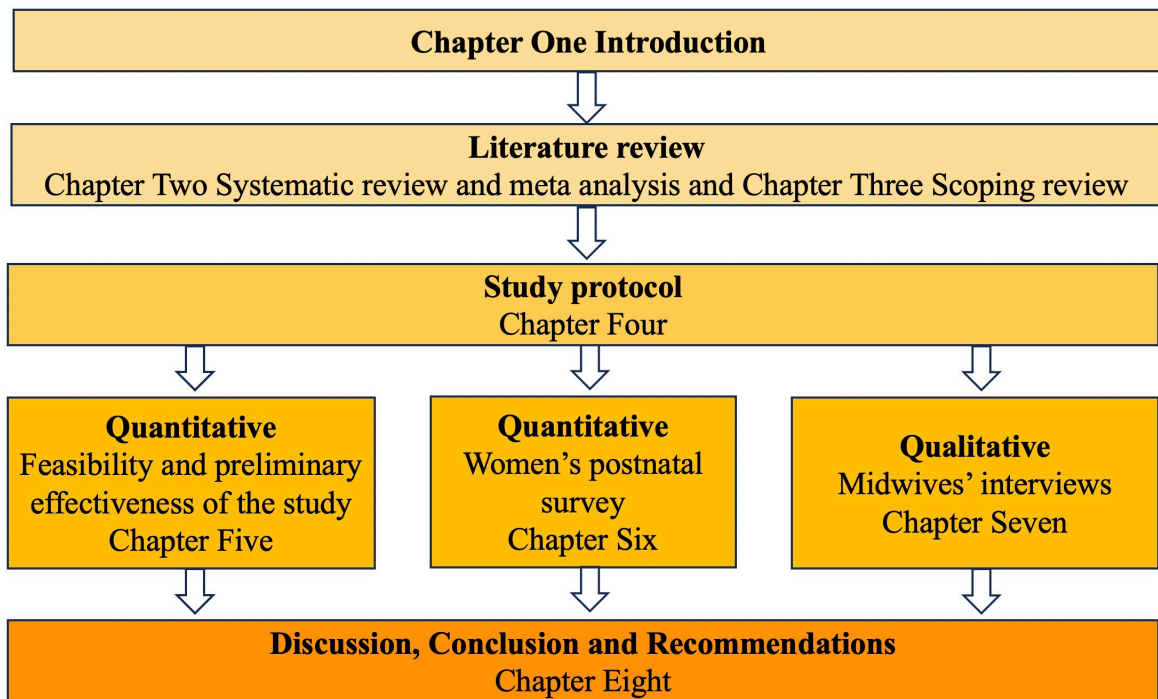 Chapter One Introduction
Literature review
Chapter Two Systematic review and meta analysis and Chapter Three Scoping review
Study protocol
Chapter Four
Quantitative
Feasibility and preliminary
effectiveness of the study
Chapter Five
Quantitative
Women’s postnatal
survey
Chapter Six
Qualitative
Midwives’ interviews
Chapter Seven
Discussion, Conclusion and Recommendations
Chapter Eight